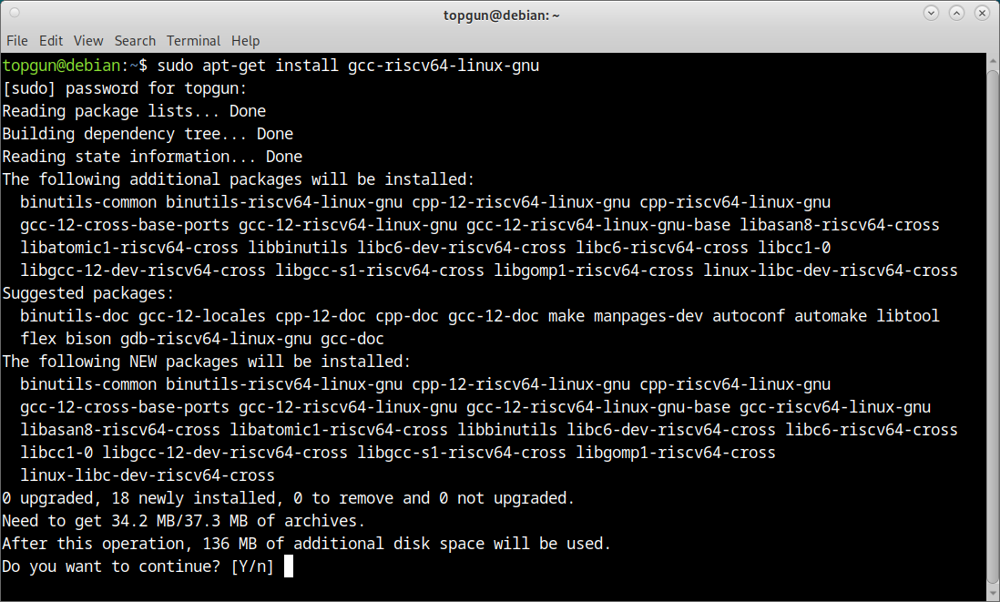 topgun@debian: ~
File Edit View Search Terminal Help
topgun@debian:~$ sudo apt-get install gcc-riscv64-linux-gnu
[sudo] password for topgun:
Reading package lists... Done
Building dependency tree... Done
Reading state information... Done
The following additional packages will be installed:
  binutils-common binutils-riscv64-linux-gnu cpp-12-riscv64-linux-gnu cpp-riscv64-linux-gnu
  gcc-12-cross-base-ports gcc-12-riscv64-linux-gnu gcc-12-riscv64-linux-gnu-base libasan8-riscv64-cross
  libatomic1-riscv64-cross libbinutils libc6-dev-riscv64-cross libc6-riscv64-cross libcc1-0
  libgcc-12-dev-riscv64-cross libgcc-s1-riscv64-cross libgomp1-riscv64-cross linux-libc-dev-riscv64-cross
Suggested packages:
  binutils-doc gcc-12-locales cpp-12-doc cpp-doc gcc-12-doc make manpages-dev autoconf automake libtool
  flex bison gdb-riscv64-linux-gnu gcc-doc
The following NEW packages will be installed:
  binutils-common binutils-riscv64-linux-gnu cpp-12-riscv64-linux-gnu cpp-riscv64-linux-gnu
  gcc-12-cross-base-ports gcc-12-riscv64-linux-gnu gcc-12-riscv64-linux-gnu-base gcc-riscv64-linux-gnu
  libasan8-riscv64-cross libatomic1-riscv64-cross libbinutils libc6-dev-riscv64-cross libc6-riscv64-cross
  libcc1-0 libgcc-12-dev-riscv64-cross libgcc-s1-riscv64-cross libgomp1-riscv64-cross
  linux-libc-dev-riscv64-cross
0 upgraded, 18 newly installed, 0 to remove and 0 not upgraded.
Need to get 34.2 MB/37.3 MB of archives.
After this operation, 136 MB of additional disk space will be used.
Do you want to continue? [Y/n]